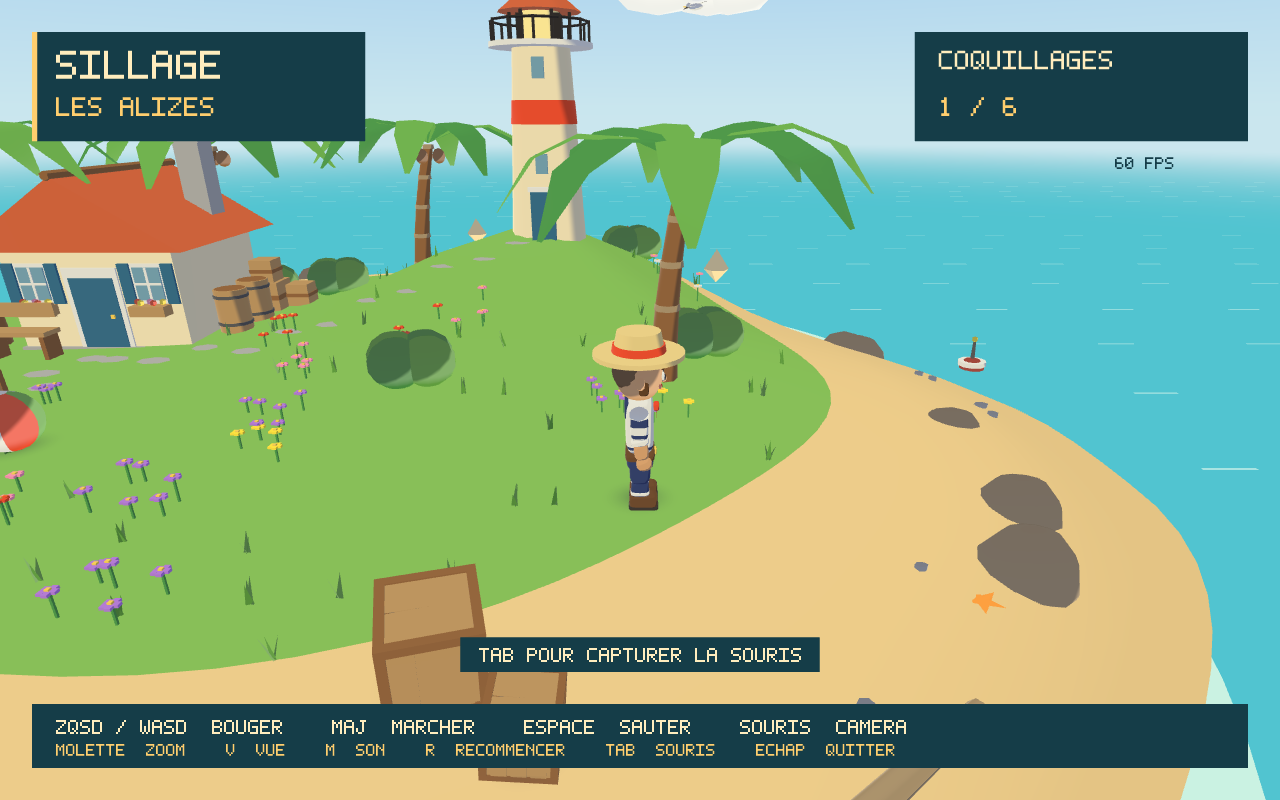 SILLAGE
LES ALIZES
COQUILLAGES
1 / 6
60 FPS
TAB POUR CAPTURER LA SOURIS
ZQSD / WASD BOUGER MAJ MARCHER ESPACE SAUTER SOURIS CAMERA
MOLETTE ZOOM V VUE M SON R RECOMMENCER TAB SOURIS ECHAP QUITTER